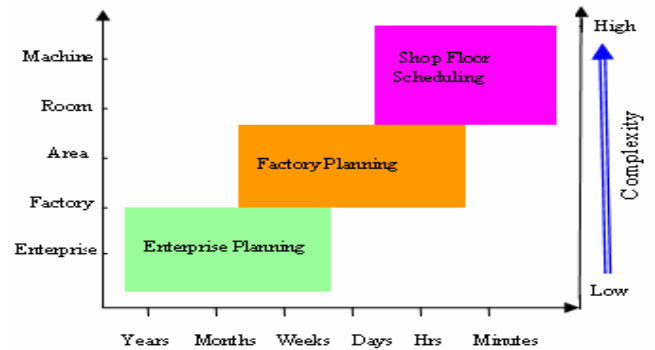 High
Machine
Shop Floor
Scheduling
Room
Complexity
Area
Factory Planning
Factory
Enterprise
Enterprise Planning
Low
Years Months Weeks Days Hrs Minutes